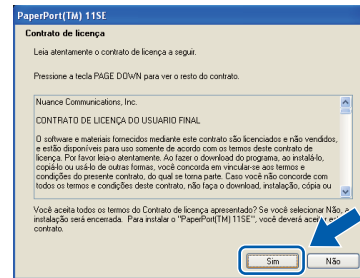 PaperPort(TM) 11SE
Contrato de licença
Leia atentamente o contrato de licença a seguir.
Pressione a tecla PAGE DOWN para ver o resto do contrato.
Nuance Communications, Inc.
CONTRATO DE LICENÇA DO USUARIO FINAL
O software e materiais fornecidos mediante este contrato são licenciados e não vendidos,
e estão disponíveis para uso somente de acordo com os termos deste contrato de
licença. Por favor leia-o atentamente. Ao fazer o download do programa, ao instalá-lo,
copiá-lo ou usá-lo de outras formas, você concorda em vincular-se aos termos e
condições do presente contrato, do qual se torna parte. Caso você não concorde com
todos os termos e condições deste contrato, não faça o download, instalação, cópia ou
Você aceita todos os termos do Contrato de licença apresentado? Se você selecionar Não, a
instalação será encerrada. Para instalar o "PaperPort(TM) 11SE", você deverá aceitar
contrato.
Sim
Não